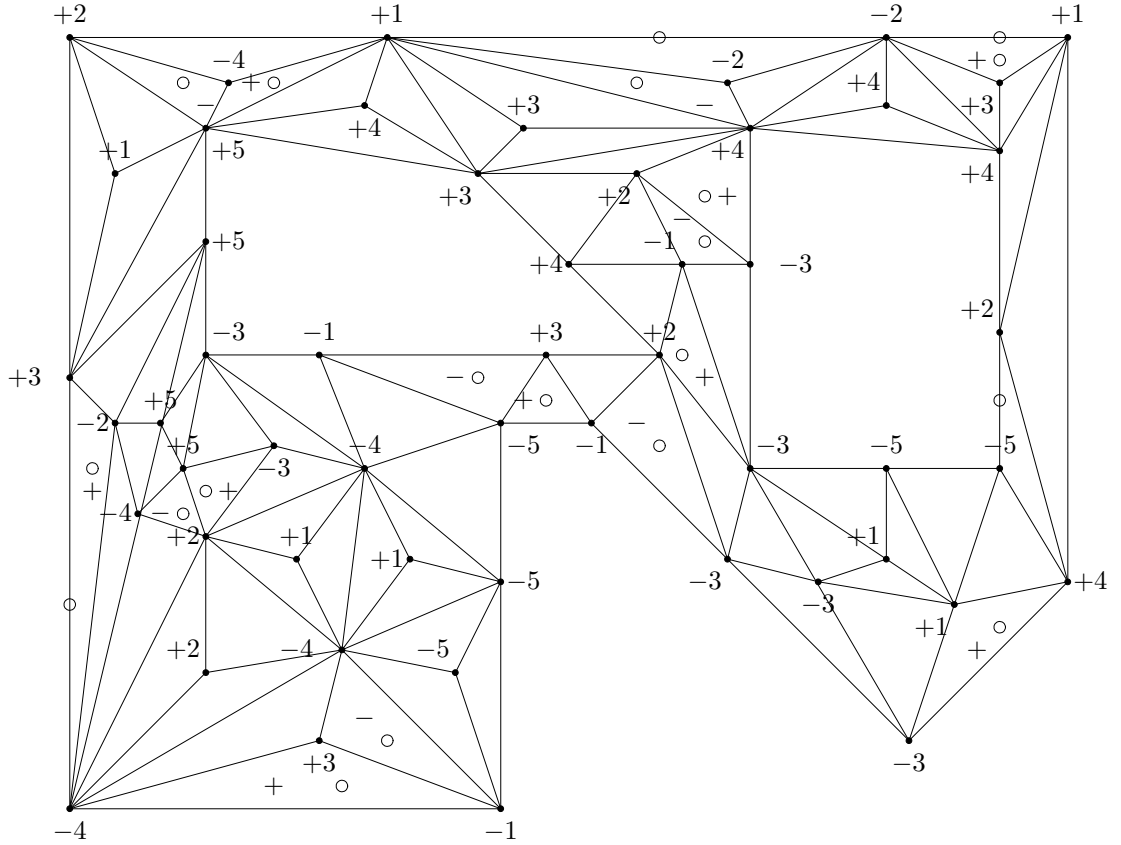 +2 +1 −2 +1
−4 + −2 +4 +
− +4 +3 − +3
+1 +5 +4 +4
+3 +2 +
− −1
+5 +4 −3
+2
−3 −1 +3 +2
+3 − +
+5 +
−2 −5 −1 −
+5 −3 −4 −3 −5 −5
+ + −4 −
+2 +1 +1 +1
−3 −5 −3 +4
+1
+2 −4 −5 +
− +3 −3
+
−4 −1